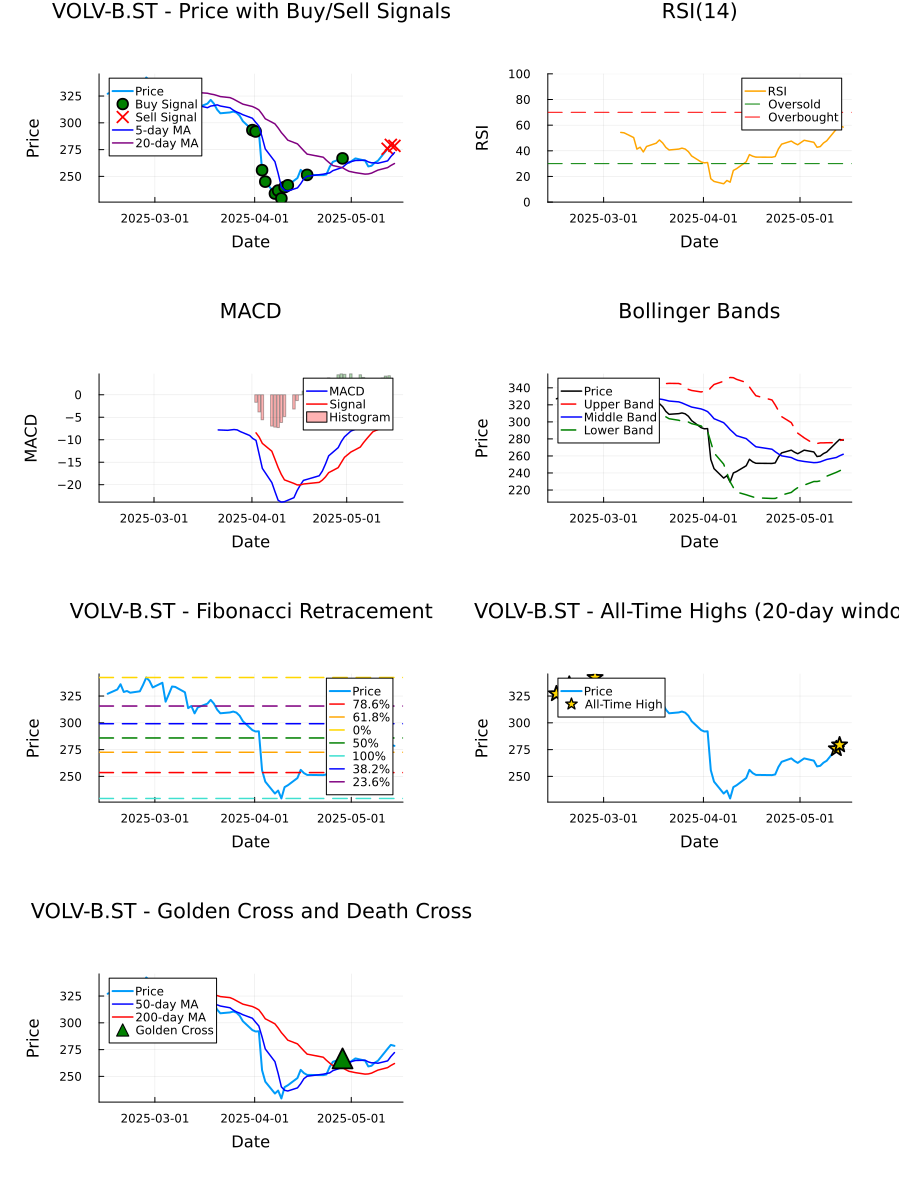 VOLV-B.ST - Price with Buy/Sell Signals
Price
325
300
275
250
Price
Buy Signal
Sell Signal
5-day MA
20-day MA
2025-03-01
2025-04-01
2025-05-01
Date
RSI(14)
RSI
100
80
60
40
20
0
RSI
Oversold
Overbought
2025-03-01
2025-04-01
2025-05-01
Date
MACD
MACD
0
−5
−10
−15
−20
MACD
Signal
Histogram
2025-03-01
2025-04-01
2025-05-01
Date
Bollinger Bands
Price
340
320
300
280
260
240
220
Price
Upper Band
Middle Band
Lower Band
2025-03-01
2025-04-01
2025-05-01
Date
VOLV-B.ST - Fibonacci Retracement
Price
325
300
275
250
Price
78.6%
61.8%
0%
50%
100%
38.2%
23.6%
2025-03-01
2025-04-01
2025-05-01
Date
VOLV-B.ST - All-Time Highs (20-day windo
Price
325
300
275
250
Price
All-Time High
2025-03-01
2025-04-01
2025-05-01
Date
VOLV-B.ST - Golden Cross and Death Cross
Price
325
300
275
250
Price
50-day MA
200-day MA
Golden Cross
2025-03-01
2025-04-01
2025-05-01
Date